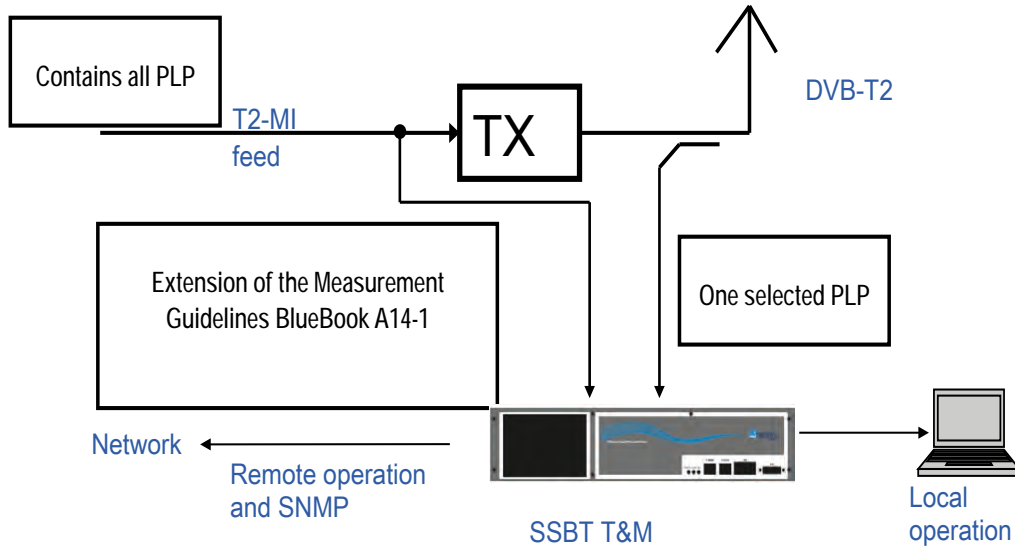 Contains all PLP
T2-MI
feed
TX
DVB-T2
Extension of the Measurement
Guidelines BlueBook A14-1
One selected PLP
Network
Remote operation
and SNMP
SSBT T&M
Local
operation